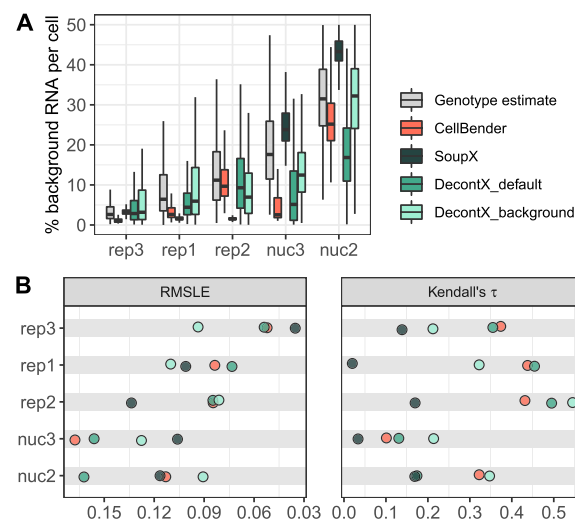 A
% background RNA per cell
50
40
30
20
10
0
rep3 rep1 rep2 nuc3 nuc2
Genotype estimate
CellBender
SoupX
DecontX_default
DecontX_background
B
RMSLE Kendall's τ
rep3
rep1
rep2
nuc3
nuc2
0.15 0.12 0.09 0.06 0.03 0.0 0.1 0.2 0.3 0.4 0.5